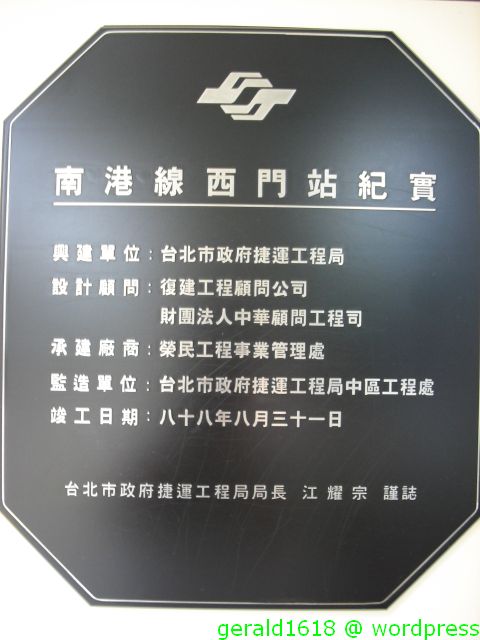 南港線西門站紀實
興建單位：台北市政府捷運工程局
設計顧問：復建工程顧問公司
財團法人中華顧問工程司
承建廠商：榮民工程事業管理處
監造單位：台北市政府捷運工程局中區工程處
竣工日期：八十八年八月三十一日
台北市政府捷運工程局局長 江耀宗 謹誌
gerald1618 @ wordpress